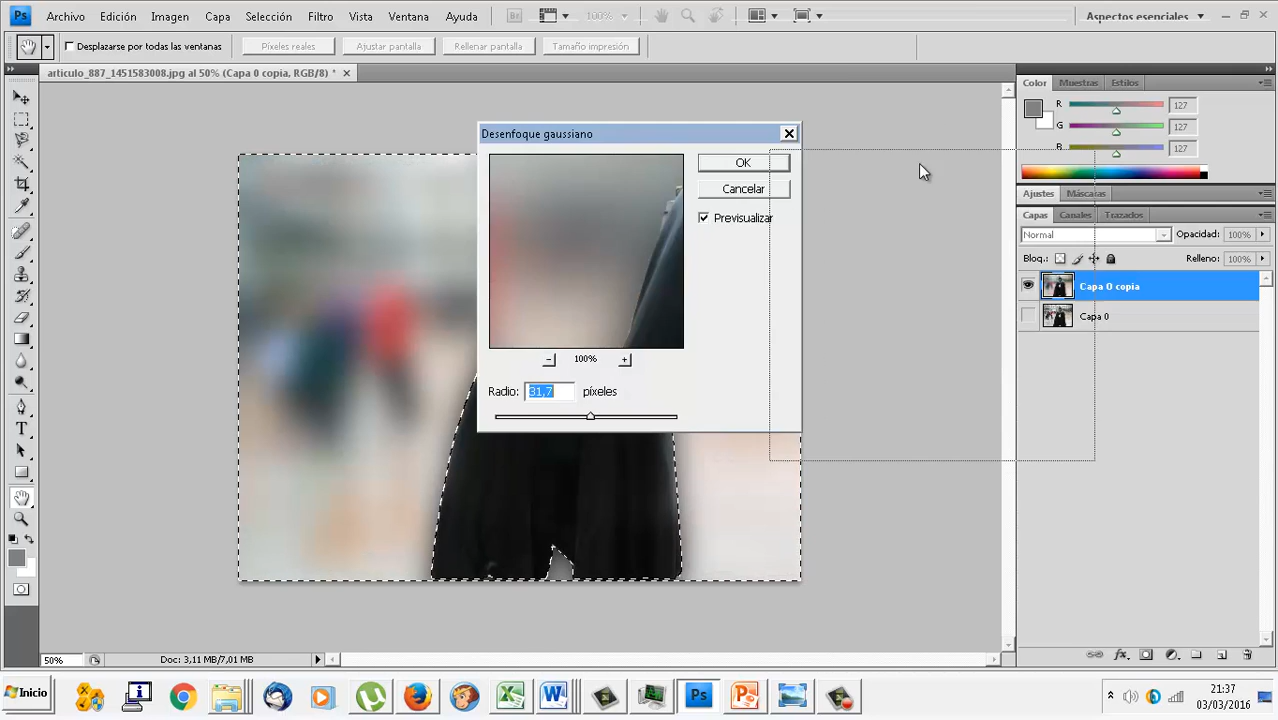 Ps Archivo Edición Imagen Capa Selección Filtro Vista Ventana Ayuda Br 100% Aspectos esenciales
Desplazarse por todas las ventanas Píxeles reales Ajustar pantalla Rellenar pantalla Tamaño impresión
articulo_887_1451583008.jpg al 50% (Capa 0 copia, RGB/8) *
Color Muestras Estilos
R 127
G 127
B 127
Desenfoque gaussiano
OK
Cancelar
Previsualizar
100%
Radio: 31,7 píxeles
Ajustes Máscaras
Capas Canales Trazados
Normal Opacidad: 100%
Bloq.: Relleno: 100%
Capa 0 copia
Capa 0
50% Doc: 3,11 MB/7,01 MB
Inicio
Ps
21:37
03/03/2016